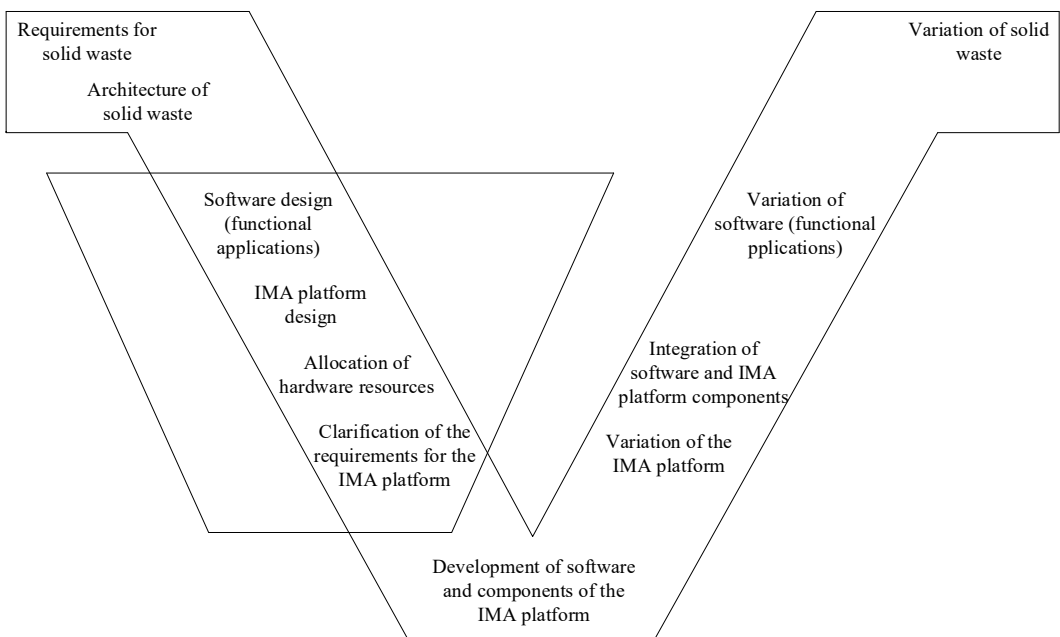 Requirements for
solid waste
Architecture of
solid waste
Software design
(functional
applications)
IMA platform
design
Allocation of
hardware resources
Clarification of the
requirements for the
IMA platform
Development of software
and components of the
IMA platform
Variation of the
IMA platform
Integration of
software and IMA
platform components
Variation of
software (functional
pplications)
Variation of solid
waste